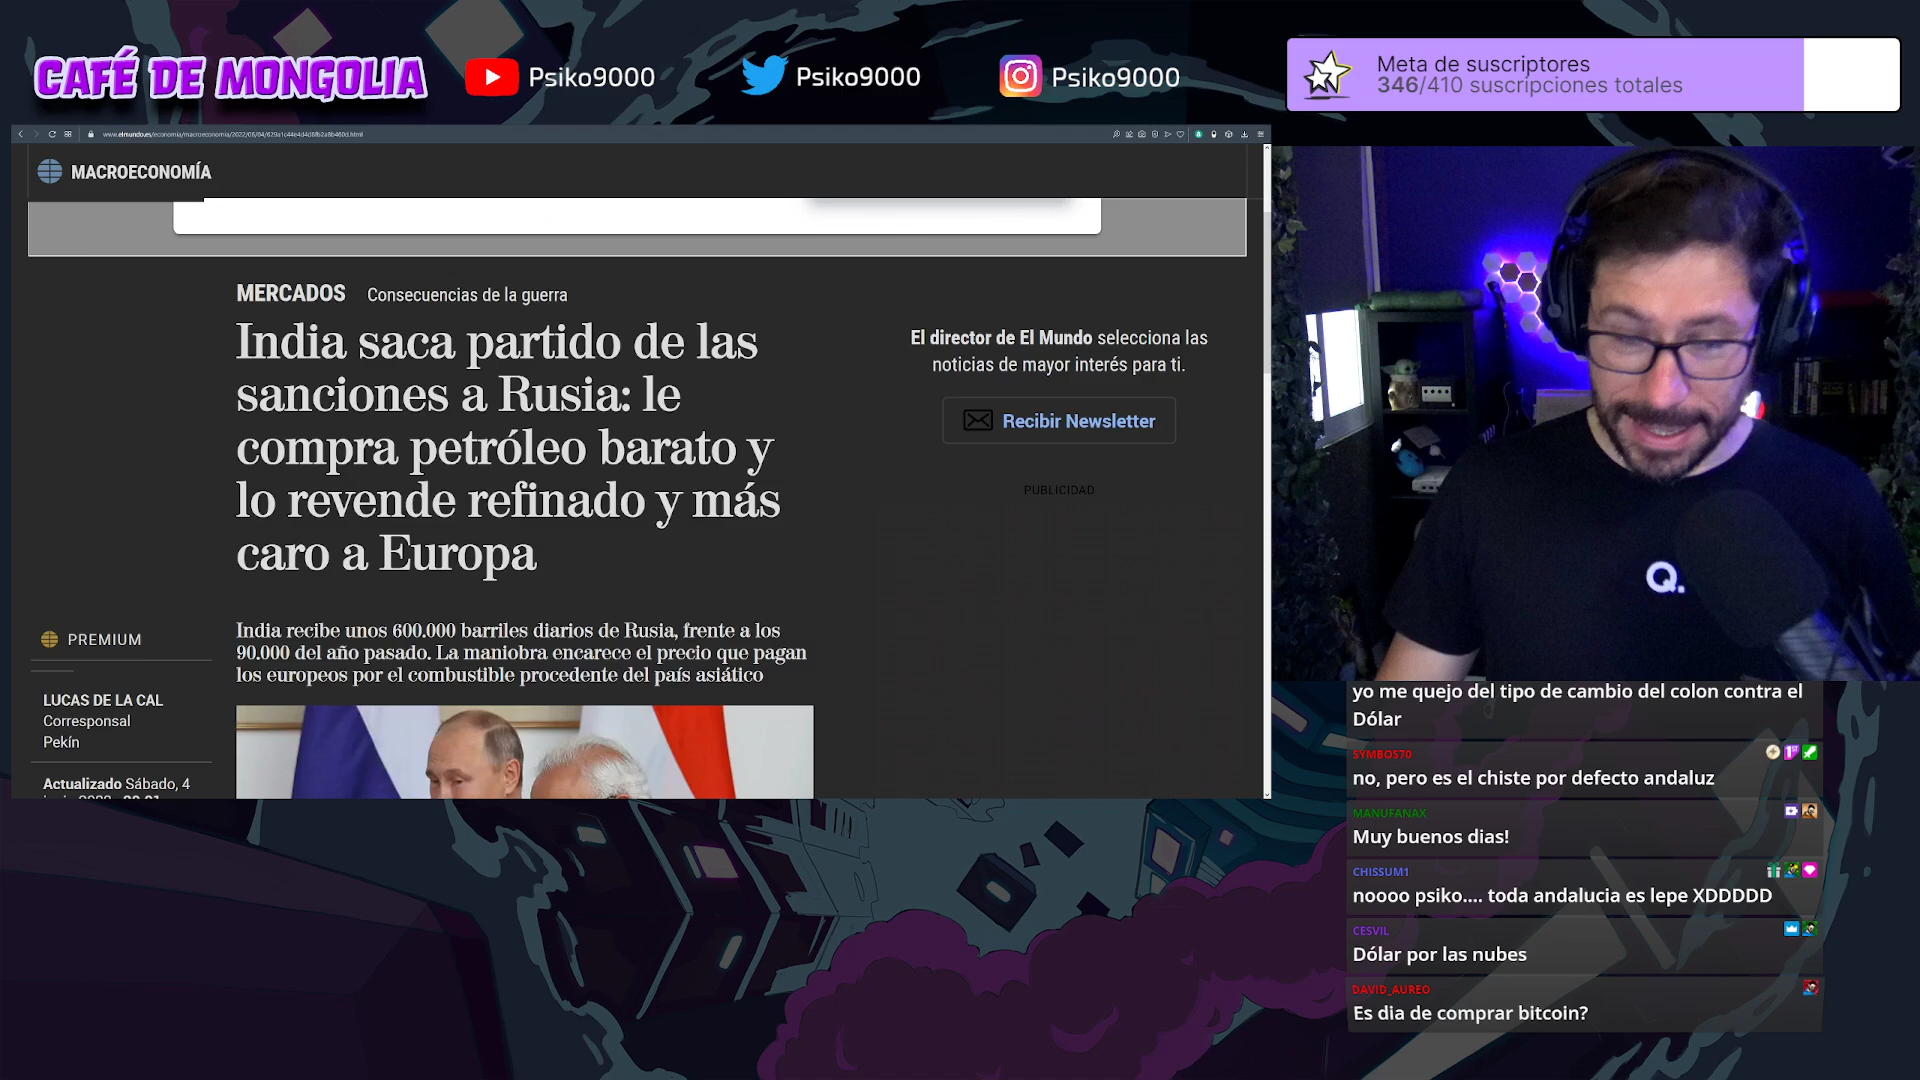 CAFÉ DE MONGOLIA
Psiko9000
Psiko9000
Psiko9000
Meta de suscriptores
346/410 suscripciones totales
MACROECONOMÍA
MERCADOS Consecuencias de la guerra
India saca partido de las
sanciones a Rusia: le
compra petróleo barato y
lo revende refinado y más
caro a Europa
India recibe unos 600.000 barriles diarios de Rusia, frente a los
90.000 del año pasado. La maniobra encarece el precio que pagan
los europeos por el combustible procedente del país asiático
PREMIUM
LUCAS DE LA CAL
Corresponsal
Pekín
Actualizado Sábado, 4
El director de El Mundo selecciona las
noticias de mayor interés para ti.
Recibir Newsletter
PUBLICIDAD
Q.
yo me quejo del tipo de cambio del colon contra el
Dólar
SYMBOS70
no, pero es el chiste por defecto andaluz
MANUFANAX
Muy buenos dias!
CHISSUM1
noooo psiko.... toda andalucia es lepe XDDDDD
CESVIL
Dólar por las nubes
DAVID_AUREO
Es dia de comprar bitcoin?